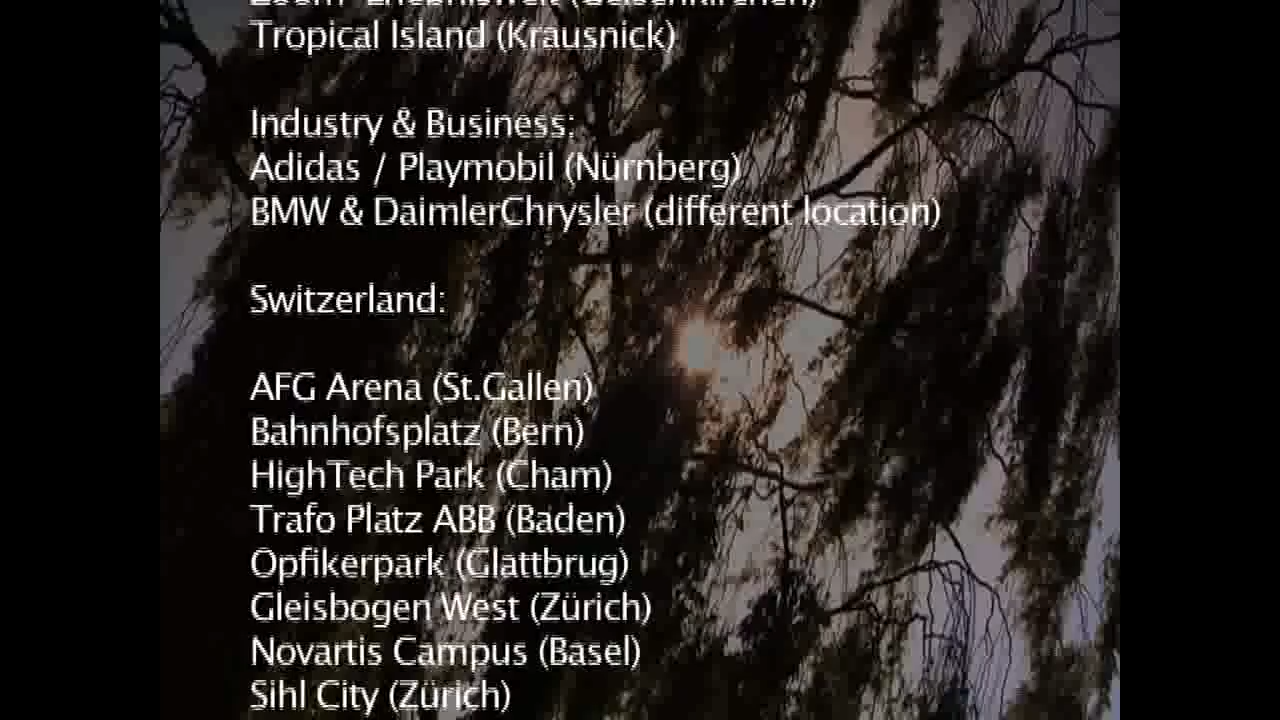 Tropical Island (Krausnick)
Industry & Business:
Adidas / Playmobil (Nürnberg)
BMW & DaimlerChrysler (different location)
Switzerland:
AFG Arena (St.Gallen)
Bahnhofsplatz (Bern)
HighTech Park (Cham)
Trafo Platz ABB (Baden)
Opfikerpark (Glattbrug)
Gleisbogen West (Zürich)
Novartis Campus (Basel)
Sihl City (Zürich)